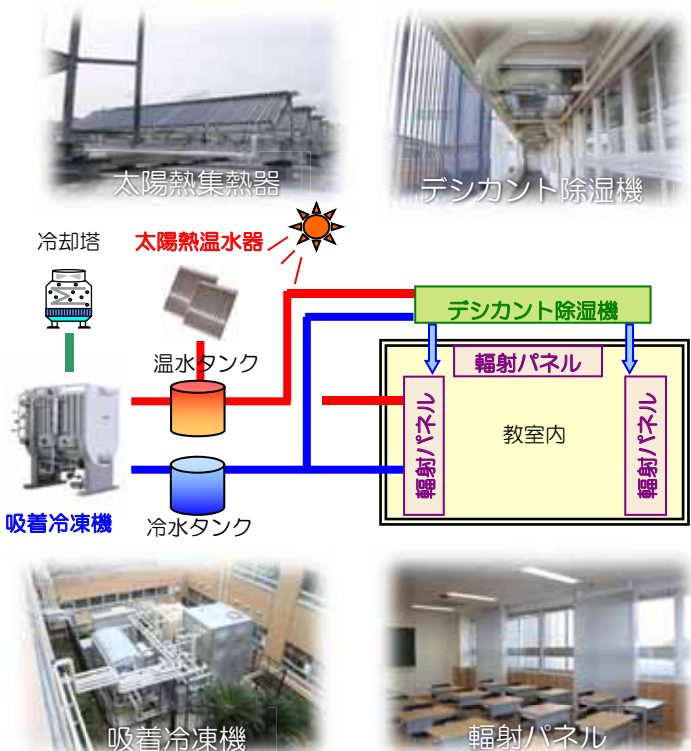 太陽熱集熱器
デシカント除湿機
冷却塔
太陽熱温水器
デシカント除湿機
温水タンク
輻射パネル
輻射パネル
教室内
輻射パネル
吸着冷凍機
冷水タンク
吸着冷凍機
輻射パネル